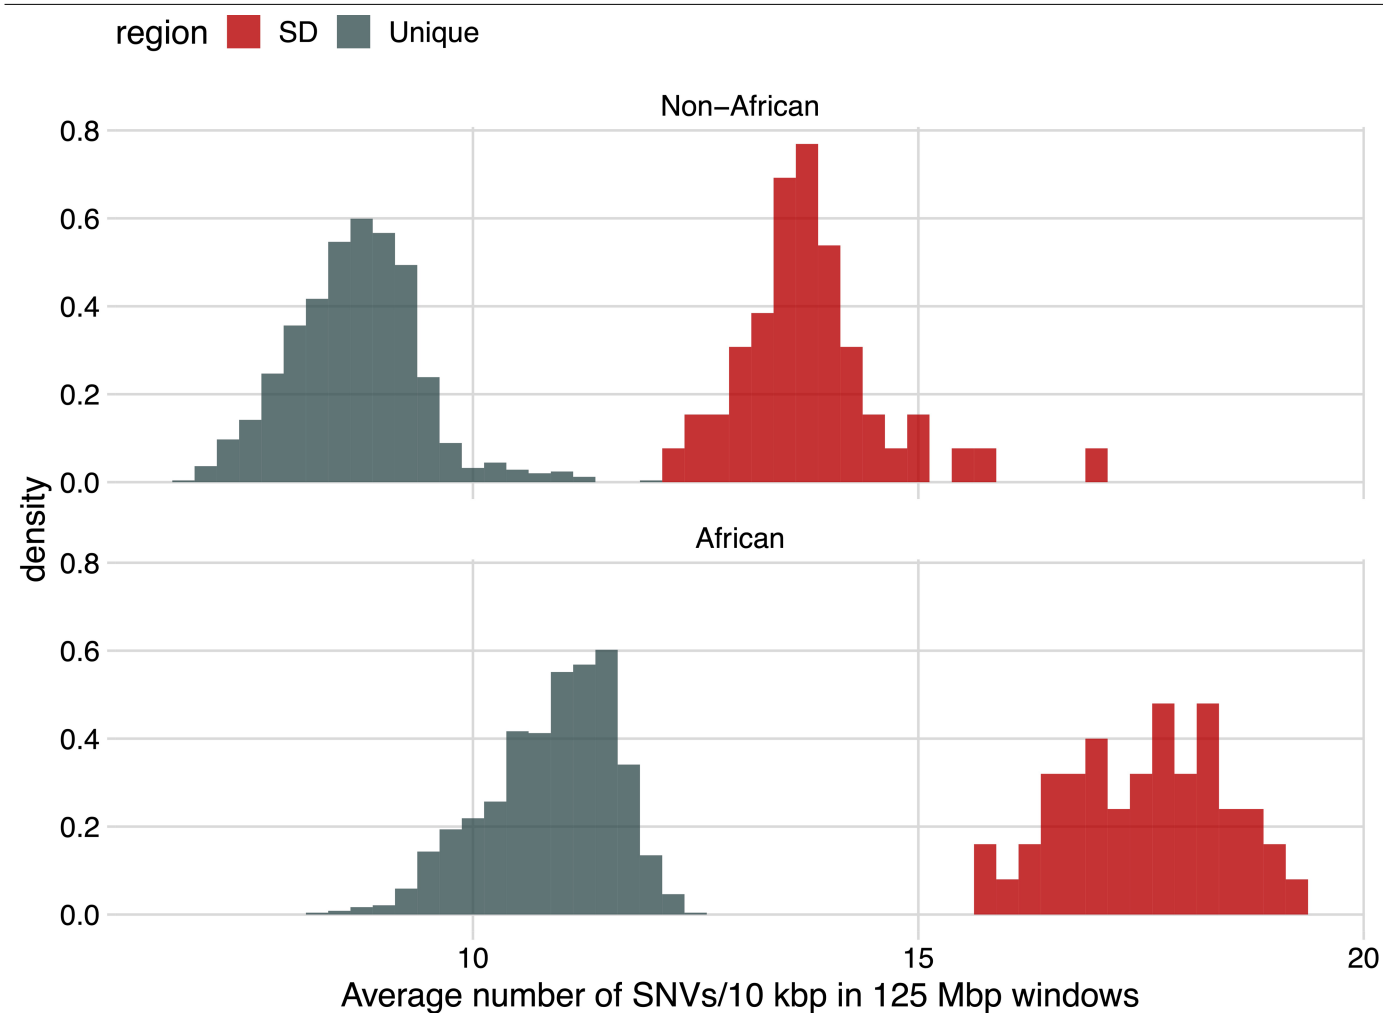 region SD Unique
Non−African
0.8
0.6
0.4
0.2
0.0
density
African
0.8
0.6
0.4
0.2
0.0
10 15 20
Average number of SNVs/10 kbp in 125 Mbp windows